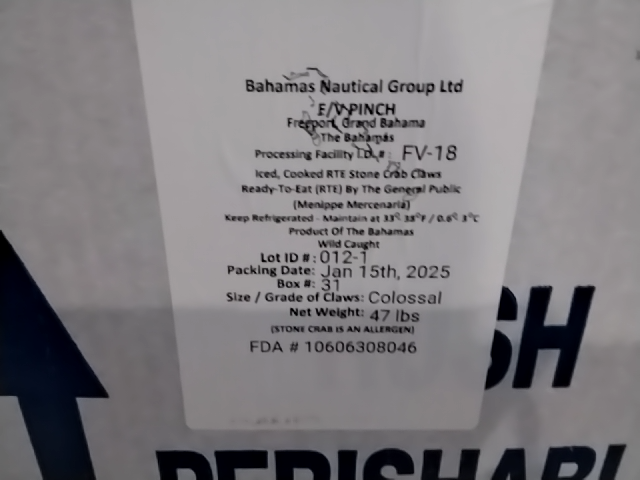 Bahamas Nautical Group Ltd
F/V PINCH
Freeport, Grand Bahama
The Bahamas
Processing Facility I.D.#: FV-18
Iced, Cooked RTE Stone Crab Claws
Ready-To-Eat (RTE) By The General Public
(Menippe Mercenaria)
Keep Refrigerated - Maintain at 33° 38°F / 0.6° 3°C
Product Of The Bahamas
Wild Caught
Lot ID #: 012-1
Packing Date: Jan 15th, 2025
Box #: 31
Size / Grade of Claws: Colossal
Net Weight: 47 lbs
(STONE CRAB IS AN ALLERGEN)
FDA # 10606308046
SH
PERISHABL